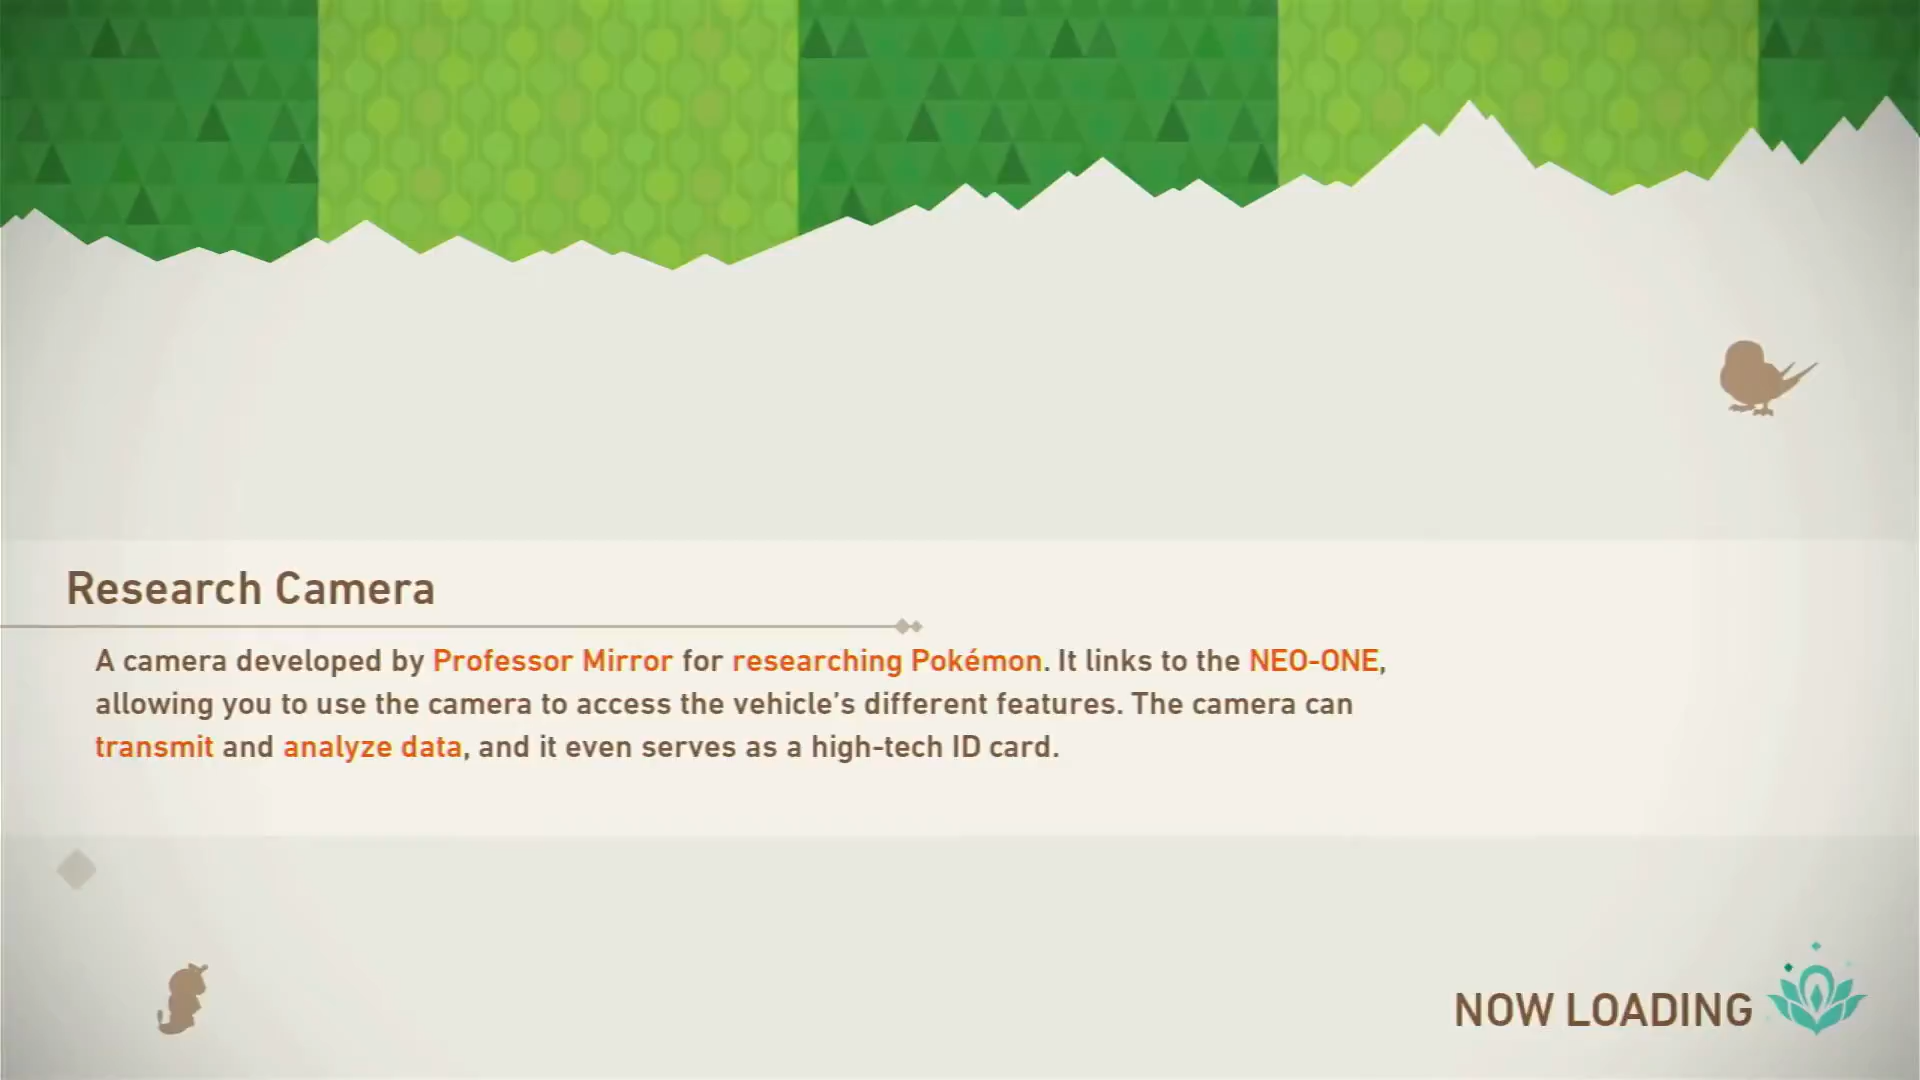 Research Camera
A camera developed by Professor Mirror for researching Pokémon. It links to the NEO-ONE,
allowing you to use the camera to access the vehicle's different features. The camera can
transmit and analyze data, and it even serves as a high-tech ID card.
NOW LOADING